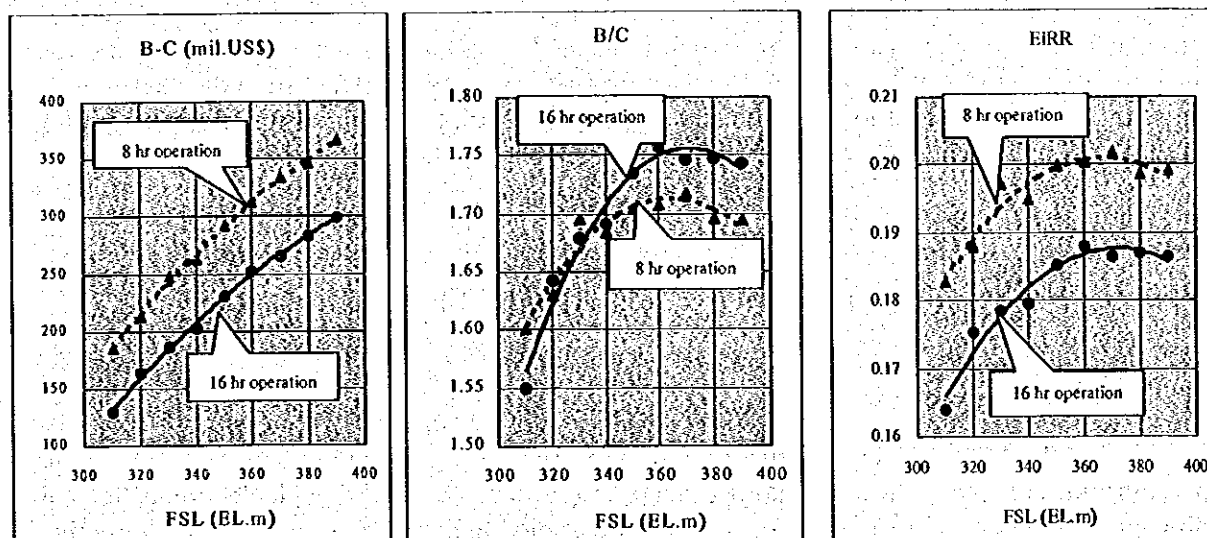 B-C (mil.US$)
400
350
300
250
200
150
100
8 hr operation
16 hr operation
300 320 340 360 380 400
FSL (EL.m)
B/C
1.80
1.75
1.70
1.65
1.60
1.55
1.50
16 hr operation
8 hr operation
300 320 340 360 380 400
FSL (EL.m)
EiRR
0.21
0.20
0.19
0.18
0.17
0.16
8 hr operation
16 hr operation
300 320 340 360 380 400
FSL (EL.m)